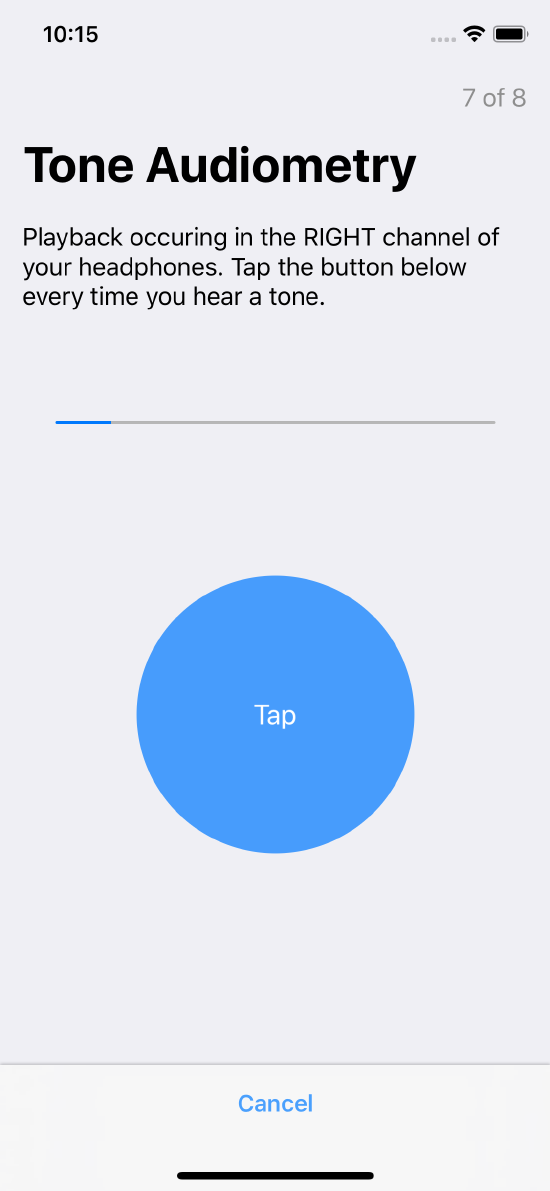 10:15
7 of 8
Tone Audiometry
Playback occuring in the RIGHT channel of
your headphones. Tap the button below
every time you hear a tone.
Tap
Cancel